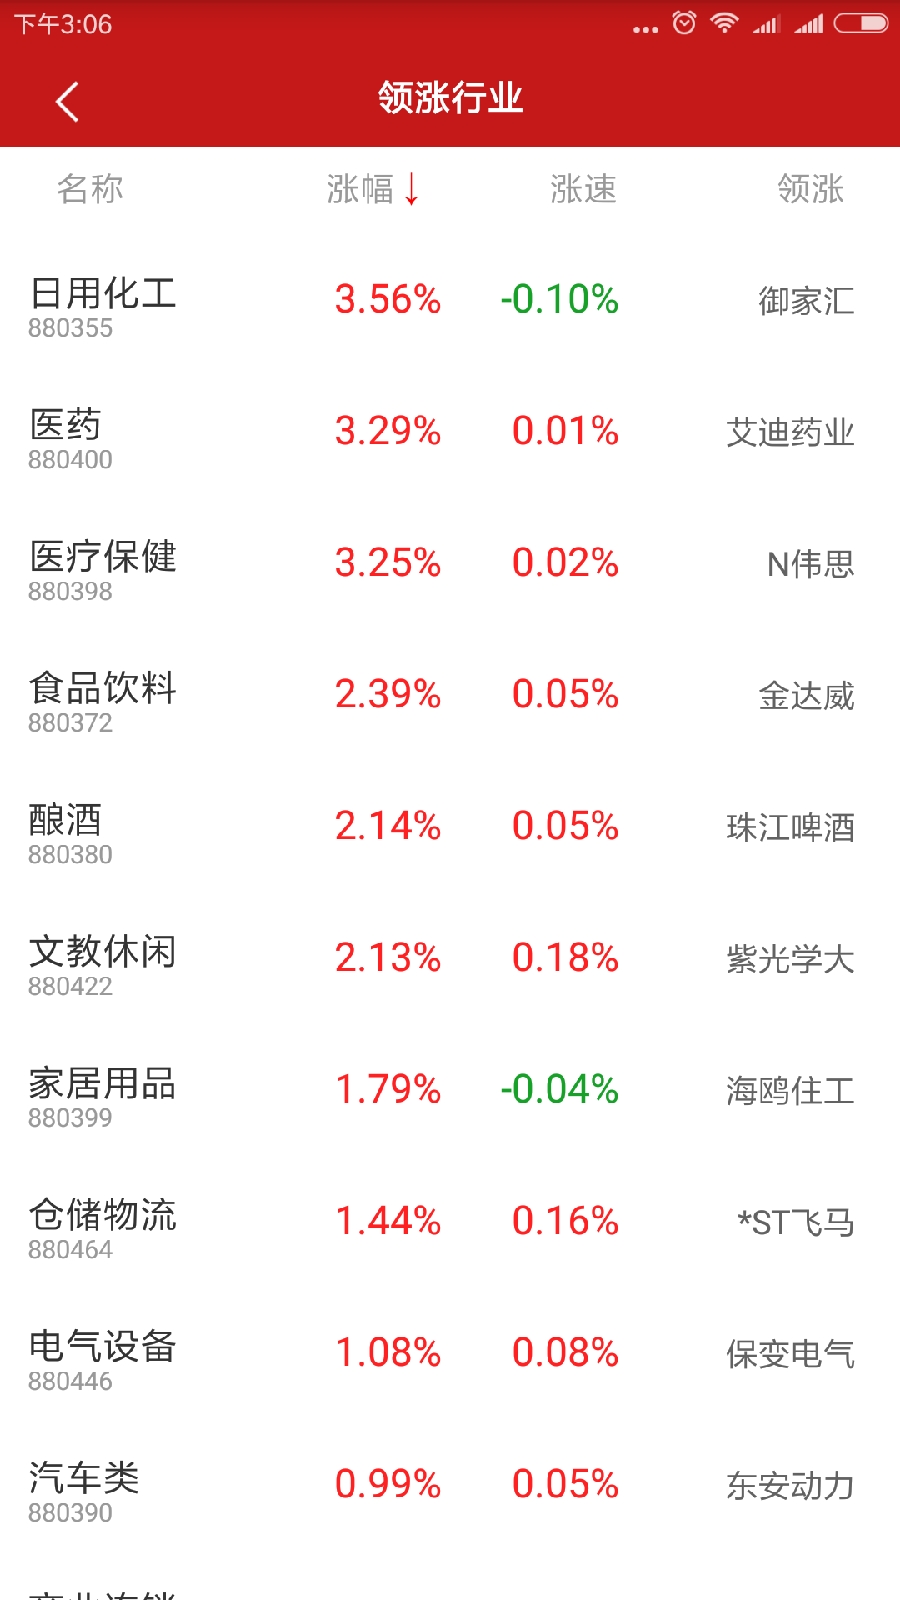 下午3:06
领涨行业
名称 涨幅↓ 涨速 领涨
日用化工 3.56% -0.10% 御家汇
880355
医药 3.29% 0.01% 艾迪药业
880400
医疗保健 3.25% 0.02% N伟思
880398
食品饮料 2.39% 0.05% 金达威
880372
酿酒 2.14% 0.05% 珠江啤酒
880380
文教休闲 2.13% 0.18% 紫光学大
880422
家居用品 1.79% -0.04% 海鸥住工
880399
仓储物流 1.44% 0.16% *ST飞马
880464
电气设备 1.08% 0.08% 保变电气
880446
汽车类 0.99% 0.05% 东安动力
880390